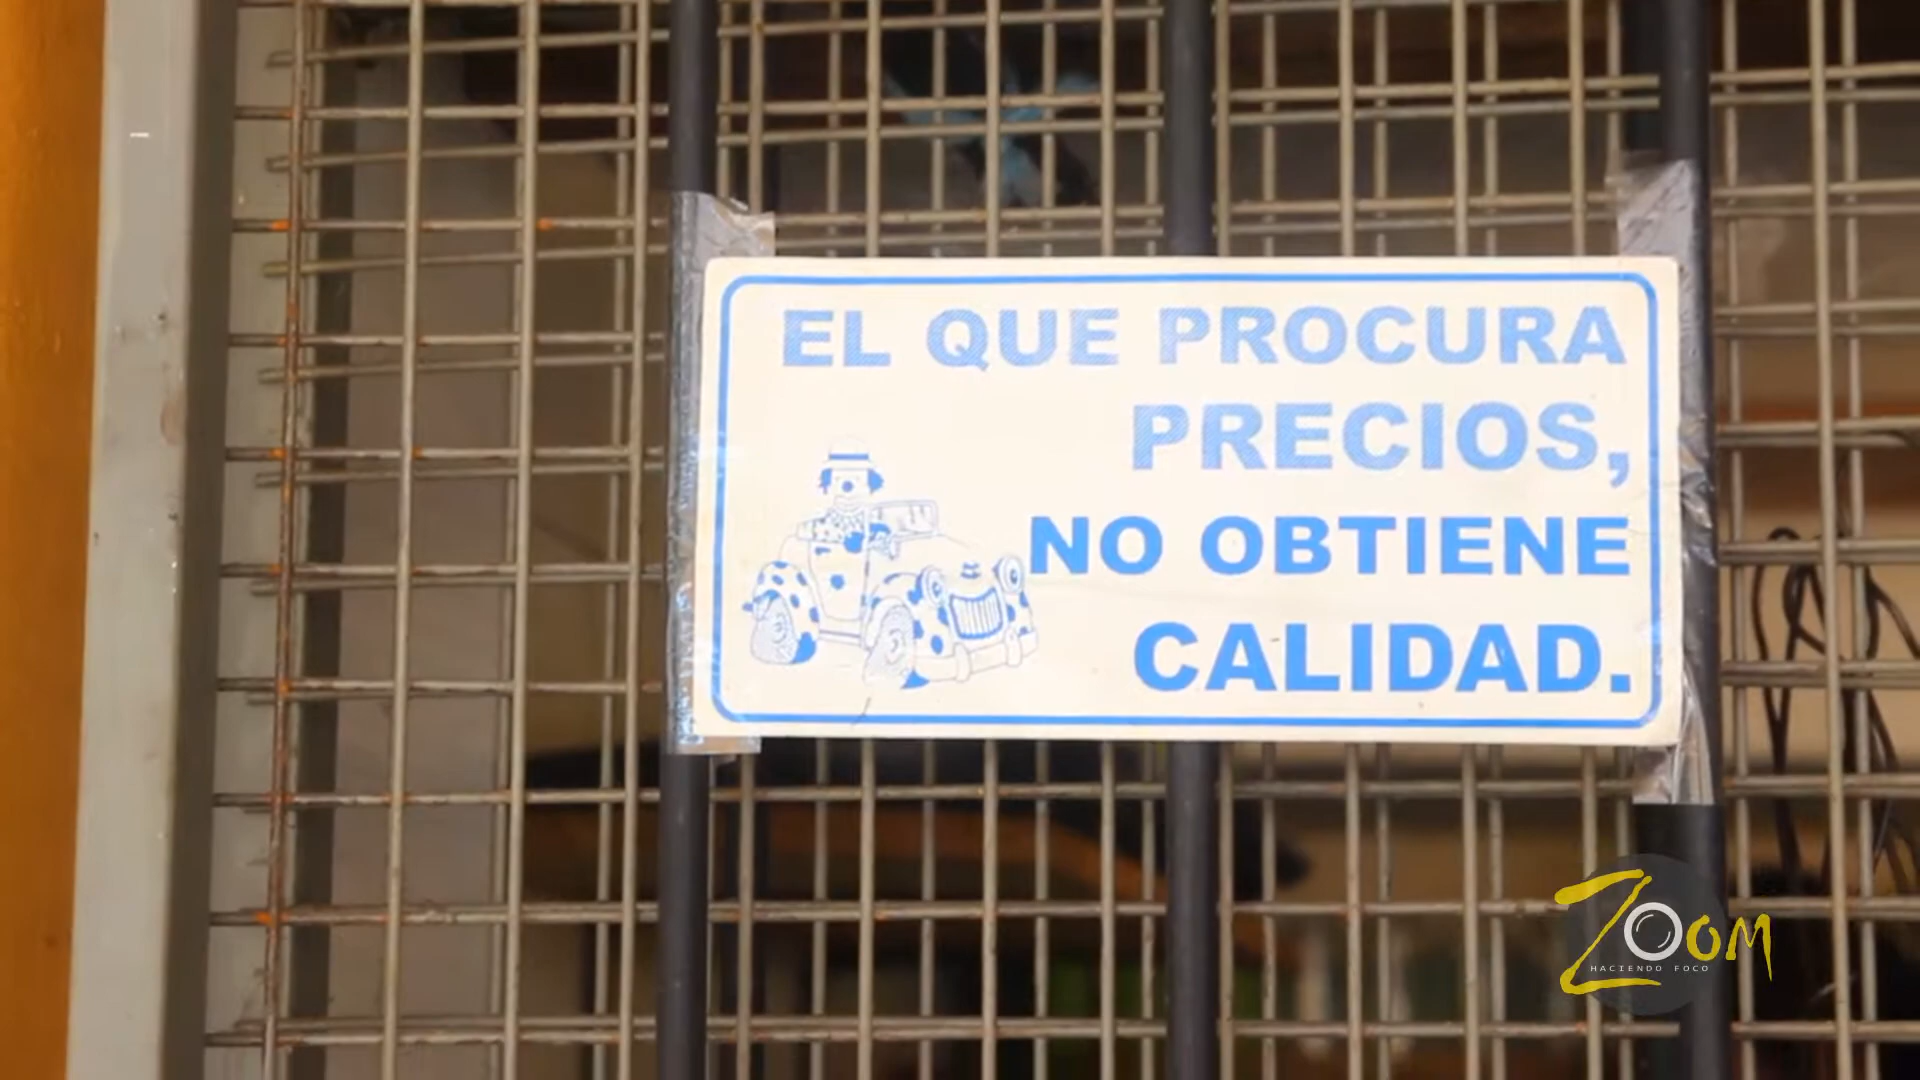 EL QUE PROCURA
PRECIOS,
NO OBTIENE
CALIDAD.
ZOOM
HACIENDO FOCO